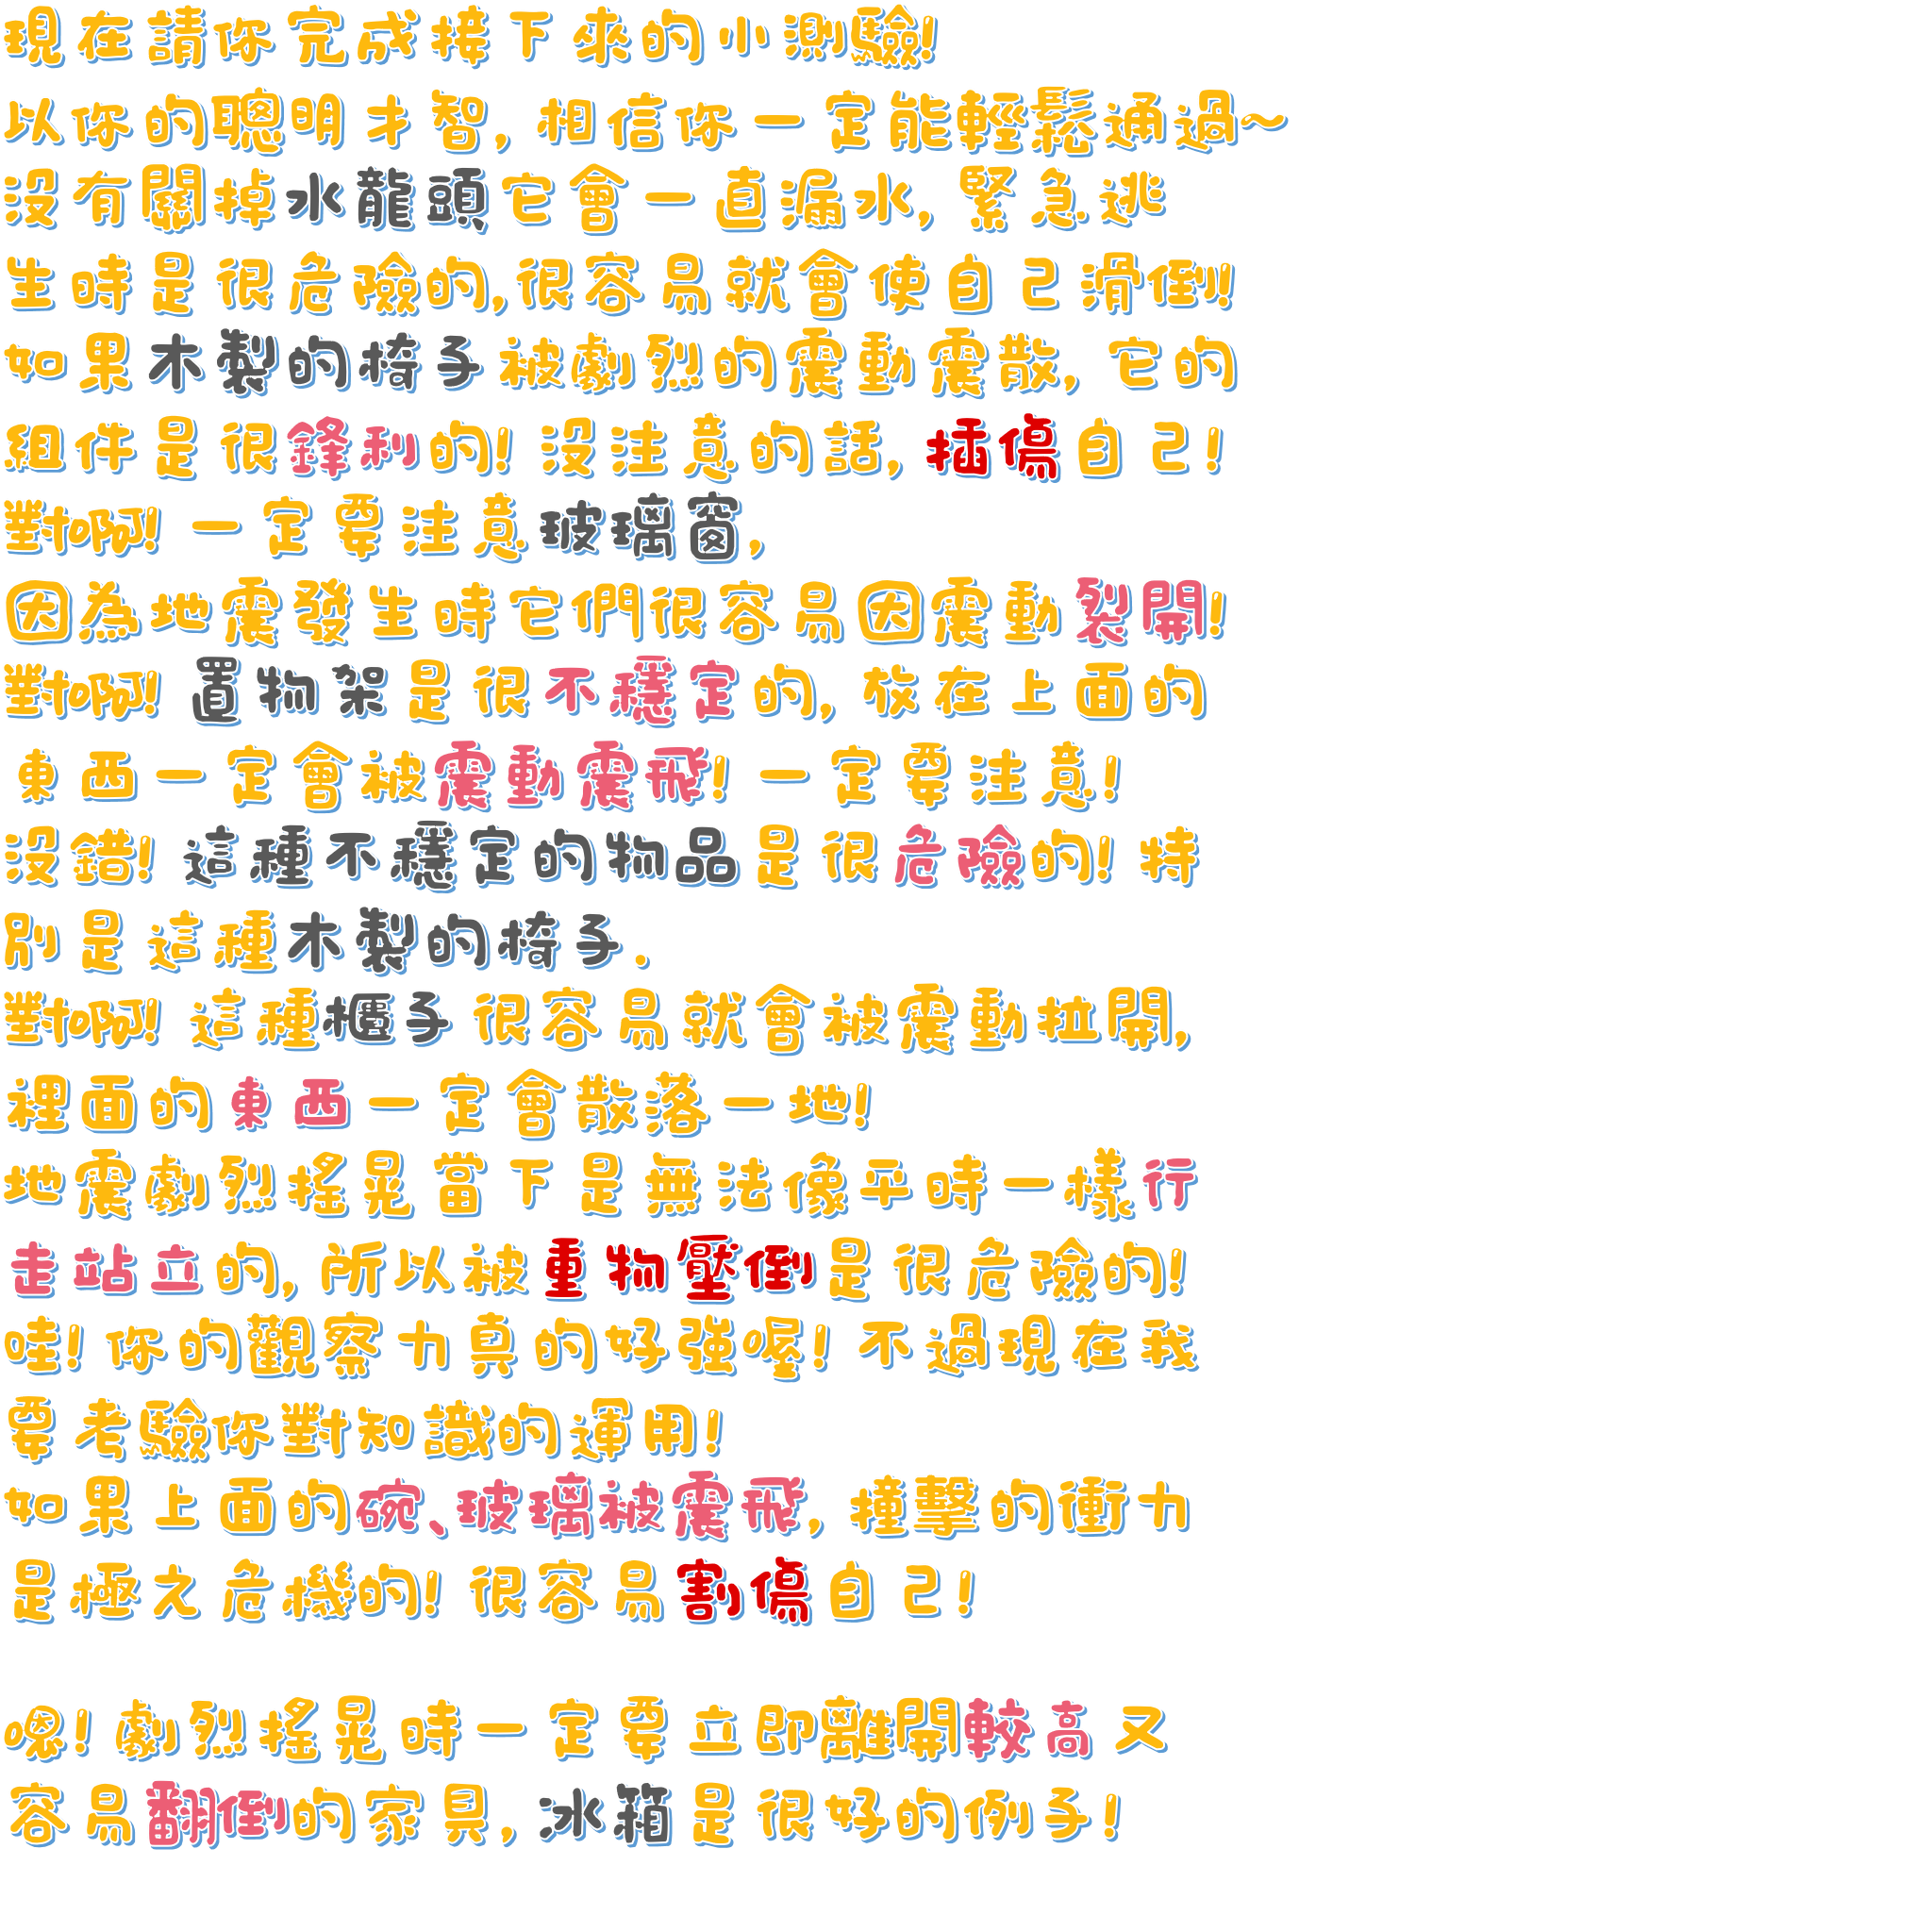 現在請你完成接下來的小測驗!
以你的聰明才智, 相信你一定能輕鬆通過~
沒有關掉水龍頭它會一直漏水, 緊急逃
生時是很危險的,很容易就會使自己滑倒!
如果木製的椅子被劇烈的震動震散, 它的
組件是很鋒利的! 沒注意的話, 插傷自己!
對啊! 一定要注意玻璃窗,
因為地震發生時它們很容易因震動裂開!
對啊! 置物架是很不穩定的, 放在上面的
東西一定會被震動震飛! 一定要注意!
沒錯! 這種不穩定的物品是很危險的! 特
別是這種木製的椅子.
對啊! 這種櫃子很容易就會被震動拉開,
裡面的東西一定會散落一地!
地震劇烈搖晃當下是無法像平時一樣行
走站立的, 所以被重物壓倒是很危險的!
哇! 你的觀察力真的好強喔! 不過現在我
要考驗你對知識的運用!
如果上面的碗、玻璃被震飛, 撞擊的衝力
是極之危機的! 很容易割傷自己!
嗯! 劇烈搖晃時一定要立即離開較高又
容易翻倒的家具, 冰箱是很好的例子!